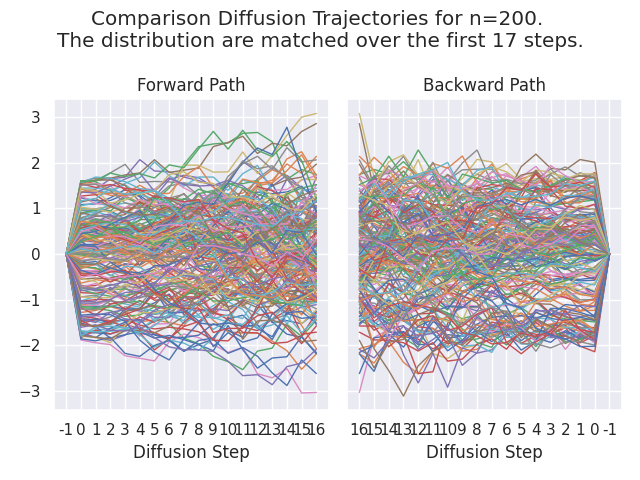 Comparison Diffusion Trajectories for n=200.
The distribution are matched over the first 17 steps.
Forward Path
Backward Path
3
2
1
0
−1
−2
−3
-1 0 1 2 3 4 5 6 7 8 9 10 11 12 13 14 15 16
16 15 14 13 12 11 10 9 8 7 6 5 4 3 2 1 0 -1
Diffusion Step
Diffusion Step